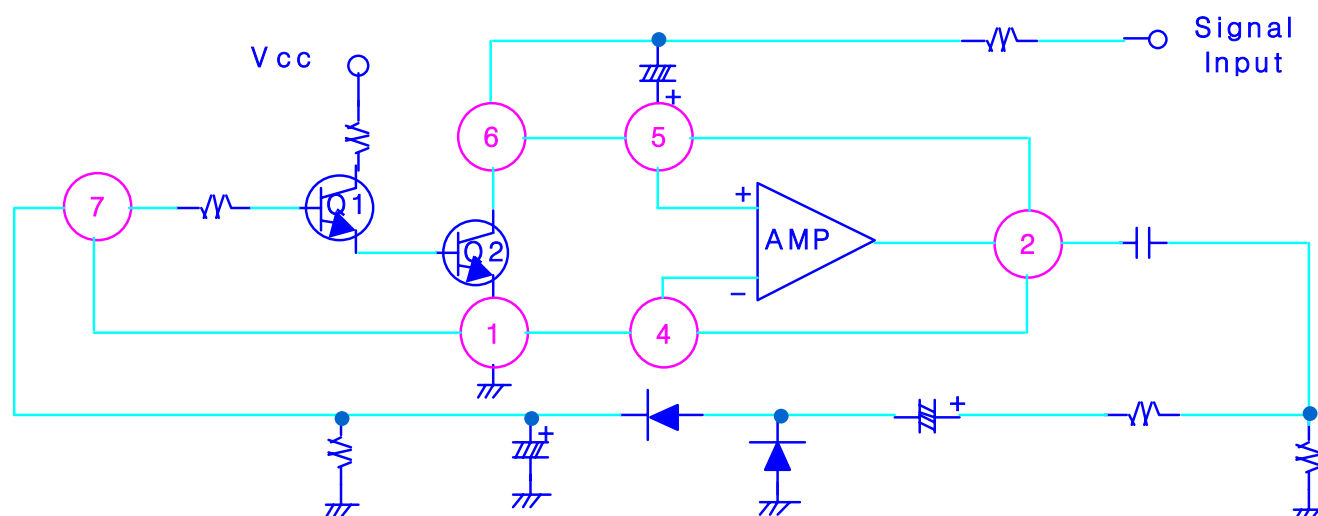 Signal
Input
Vcc
6
5
7
Q1
+
+
AMP
-
Q2
2
1
4
+
+